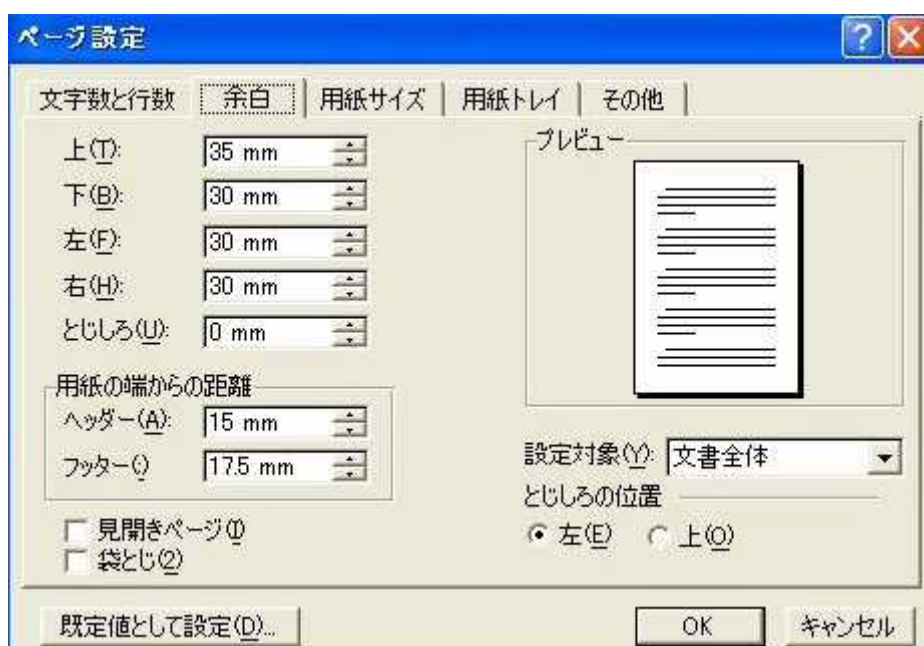 ページ設定
文字数と行数 余白 用紙サイズ 用紙トレイ その他
上(T): 35 mm
下(B): 30 mm
左(F): 30 mm
右(H): 30 mm
とじしろ(U): 0 mm
用紙の端からの距離
ヘッダー(A): 15 mm
フッター() 17.5 mm
見開きページ(I)
袋とじ(2)
プレビュー
設定対象(Y): 文書全体
とじしろの位置
左(E) 上(O)
既定値として設定(D)... OK キャンセル